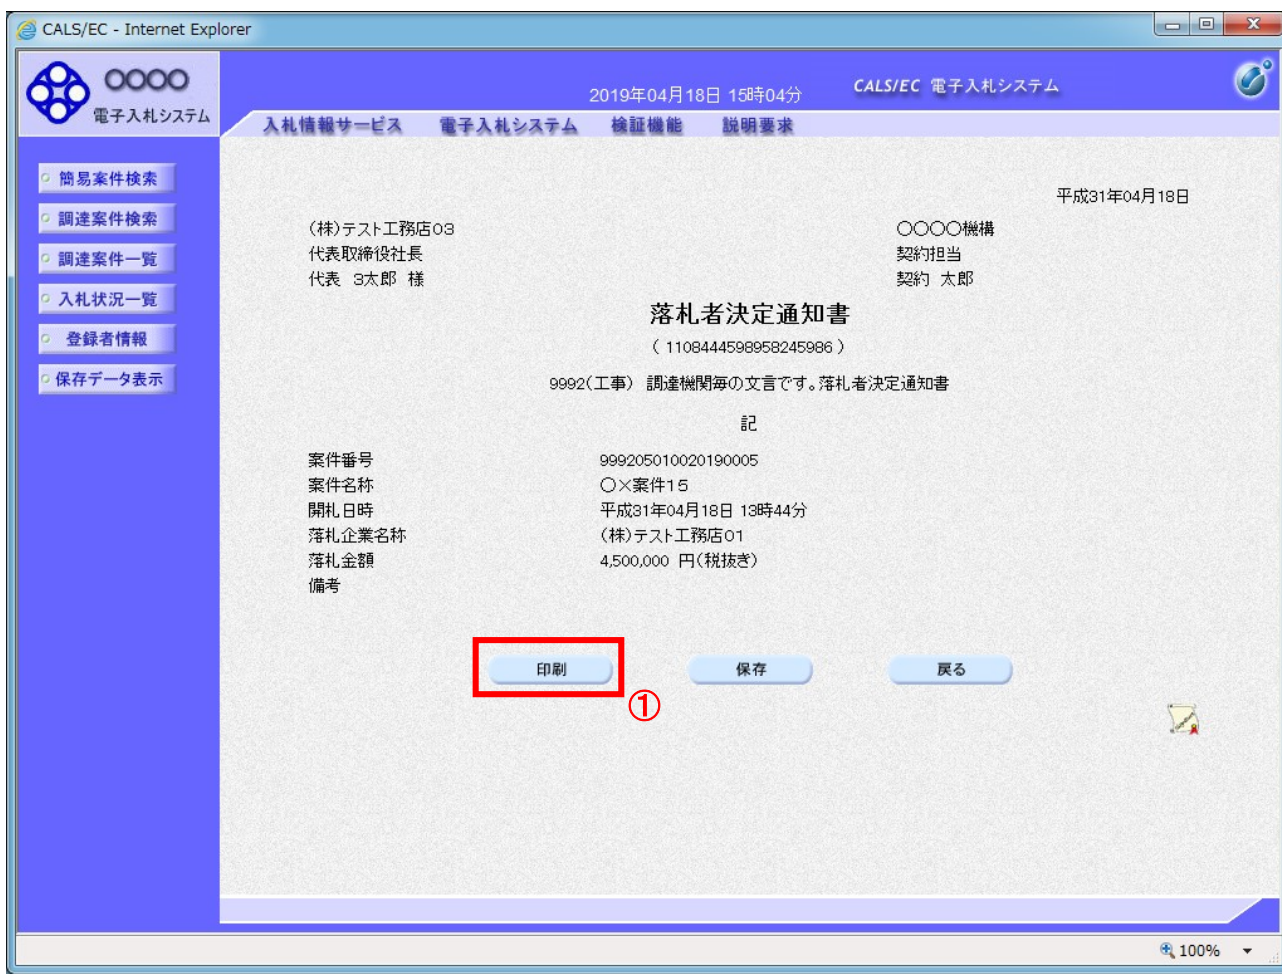 CALS/EC - Internet Explorer
〇〇〇〇
電子入札システム
2019年04月18日 15時04分
CALS/EC 電子入札システム
入札情報サービス 電子入札システム 検証機能 説明要求
簡易案件検索
調達案件検索
調達案件一覧
入札状況一覧
登録者情報
保存データ表示
平成31年04月18日
(株)テスト工務店03
代表取締役社長
代表 3太郎 様
〇〇〇〇機構
契約担当
契約 太郎
落札者決定通知書
( 1108444598958245986 )
9992(工事) 調達機関毎の文言です。落札者決定通知書
記
案件番号 999205010020190005
案件名称 〇×案件15
開札日時 平成31年04月18日 13時44分
落札企業名称 (株)テスト工務店01
落札金額 4,500,000 円(税抜き)
備考
印刷 保存 戻る
①
100%